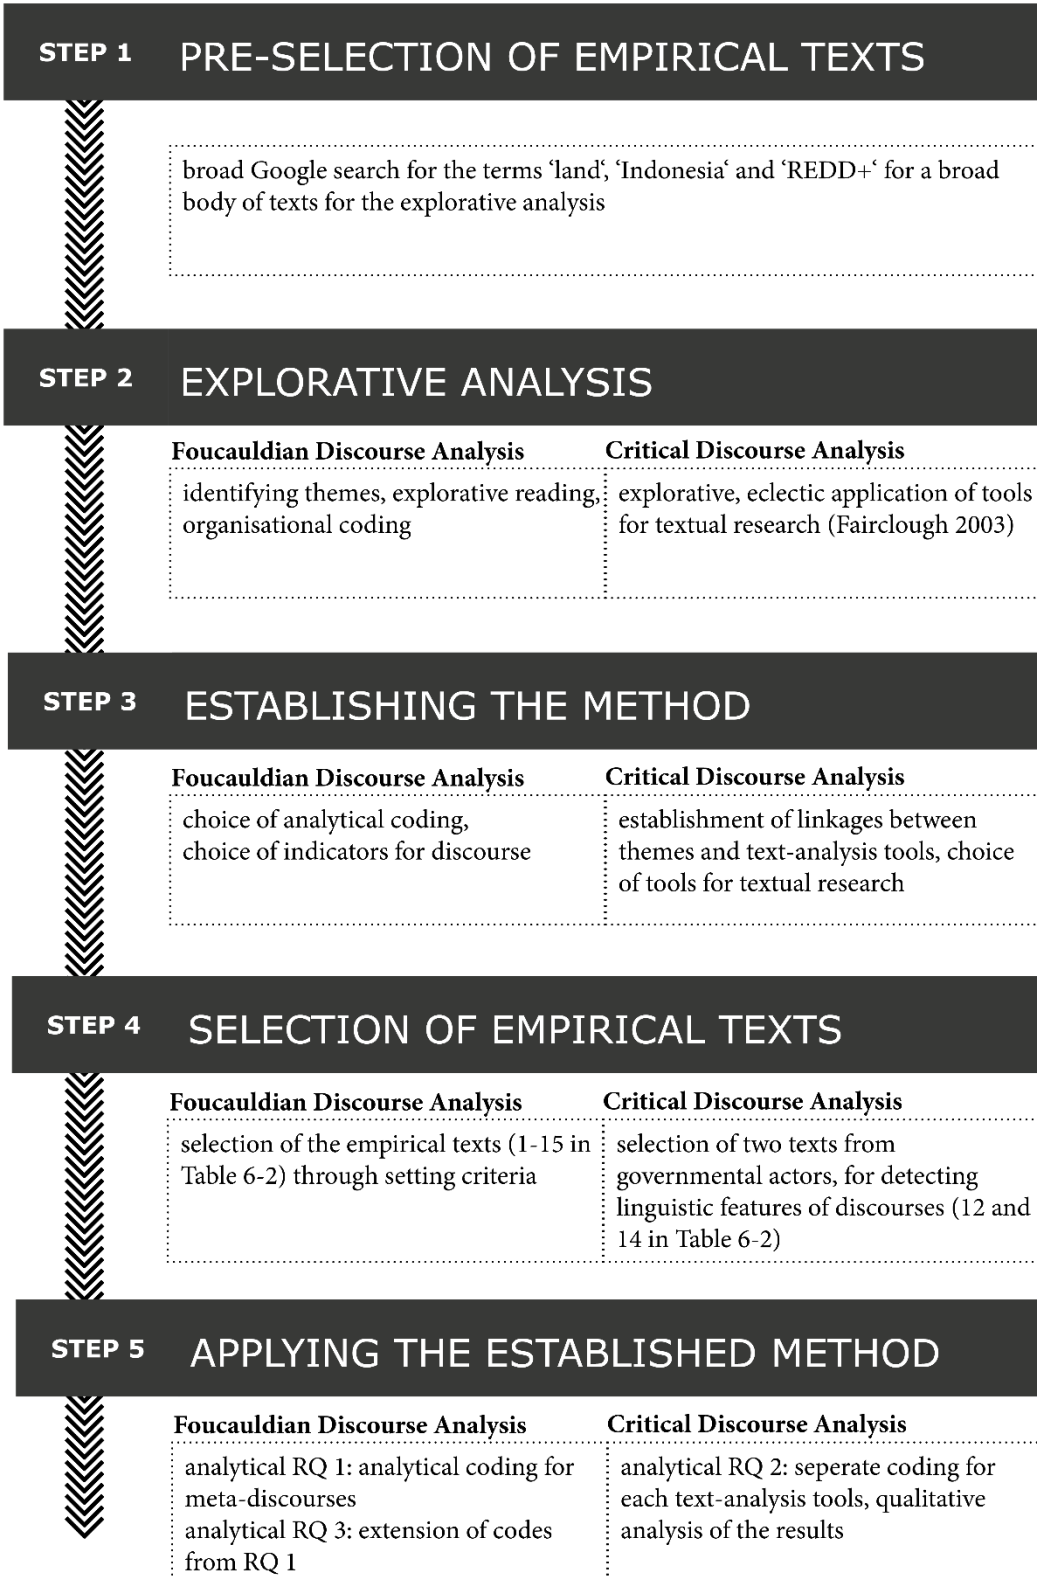 STEP 1 PRE-SELECTION OF EMPIRICAL TEXTS
broad Google search for the terms ‘land‘, ‘Indonesia‘ and ‘REDD+‘ for a broad
body of texts for the explorative analysis
STEP 2 EXPLORATIVE ANALYSIS
Foucauldian Discourse Analysis
identifying themes, explorative reading,
organisational coding
Critical Discourse Analysis
explorative, eclectic application of tools
for textual research (Fairclough 2003)
STEP 3 ESTABLISHING THE METHOD
Foucauldian Discourse Analysis
choice of analytical coding,
choice of indicators for discourse
Critical Discourse Analysis
establishment of linkages between
themes and text-analysis tools, choice
of tools for textual research
STEP 4 SELECTION OF EMPIRICAL TEXTS
Foucauldian Discourse Analysis
selection of the empirical texts (1-15 in
Table 6-2) through setting criteria
Critical Discourse Analysis
selection of two texts from
governmental actors, for detecting
linguistic features of discourses (12 and
14 in Table 6-2)
STEP 5 APPLYING THE ESTABLISHED METHOD
Foucauldian Discourse Analysis
analytical RQ 1: analytical coding for
meta-discourses
analytical RQ 3: extension of codes
from RQ 1
Critical Discourse Analysis
analytical RQ 2: seperate coding for
each text-analysis tools, qualitative
analysis of the results